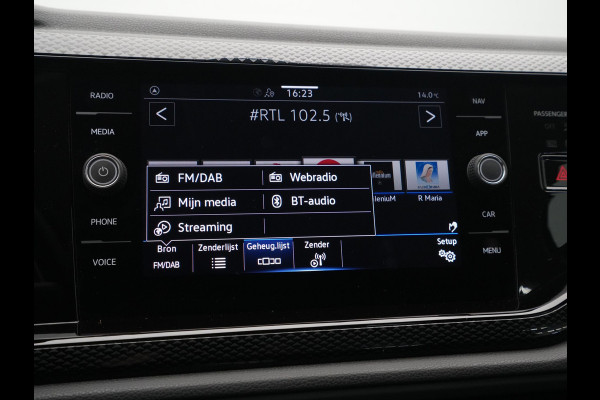 RADIO
MEDIA
PHONE
VOICE
16:23
14.0°C
#RTL 102.5
FM/DAB
Webradio
Mijn media
BT-audio
Streaming
R Maria
Bron
FM/DAB
Zenderlijst
Geheug.lijst
Zender
Setup
NAV
APP
CAR
MENU
PASSENGER